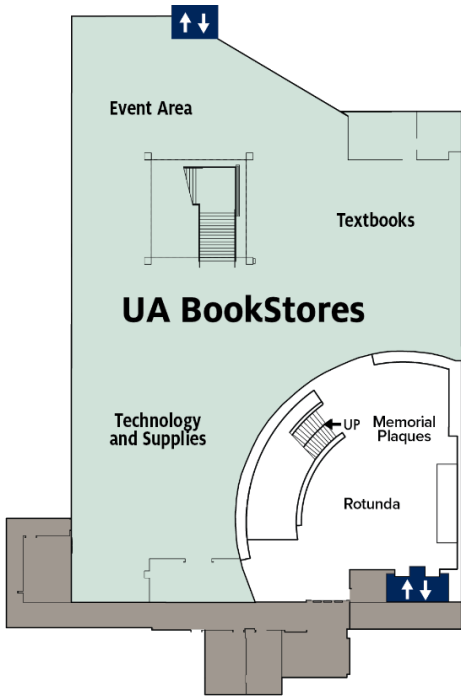 Event Area
Textbooks
UA BookStores
Technology
and Supplies
UP
Memorial
Plaques
Rotunda